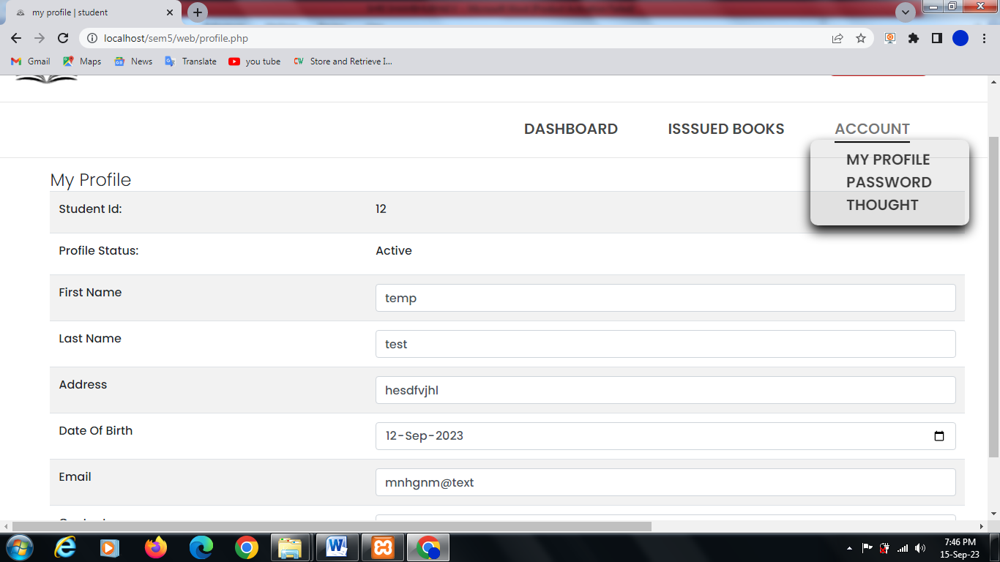 my profile | student
localhost/sem5/web/profile.php
Gmail Maps News Translate you tube Store and Retrieve I...
DASHBOARD ISSSUED BOOKS ACCOUNT
MY PROFILE
PASSWORD
THOUGHT
My Profile
Student Id: 12
Profile Status: Active
First Name temp
Last Name test
Address hesdfvjhl
Date Of Birth 12-Sep-2023
Email mnhgnm@text
7:46 PM
15-Sep-23